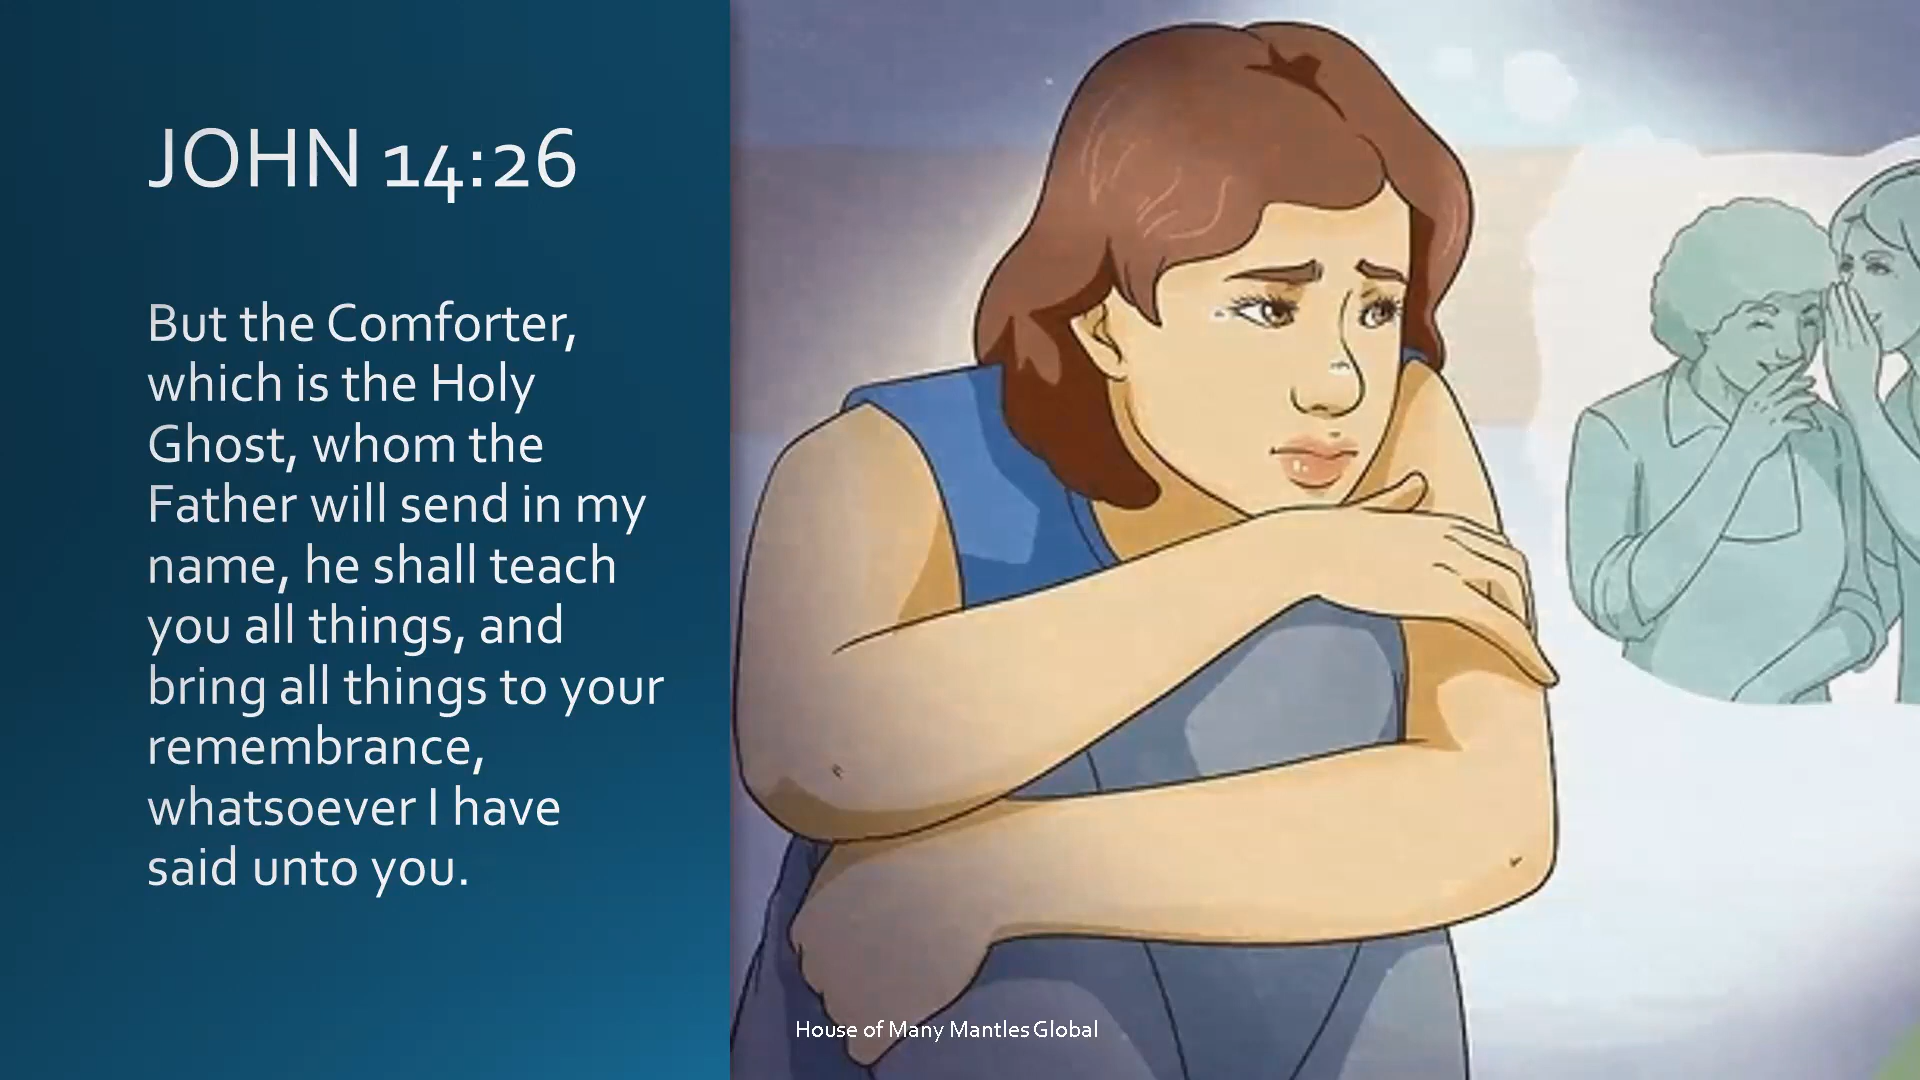 JOHN 14:26
But the Comforter,
which is the Holy
Ghost, whom the
Father will send in my
name, he shall teach
you all things, and
bring all things to your
remembrance,
whatsoever I have
said unto you.
House of Many Mantles Global